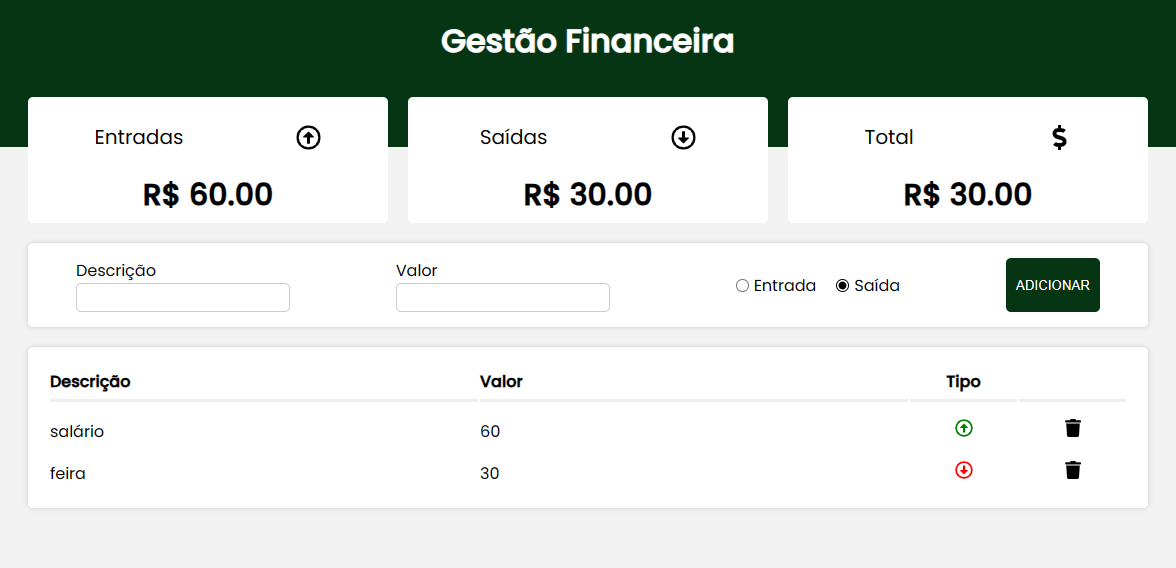 Gestão Financeira
Entradas
R$ 60.00
Saídas
R$ 30.00
Total
$
R$ 30.00
Descrição
Valor
Entrada Saída
ADICIONAR
Descrição Valor Tipo
salário 60
feira 30